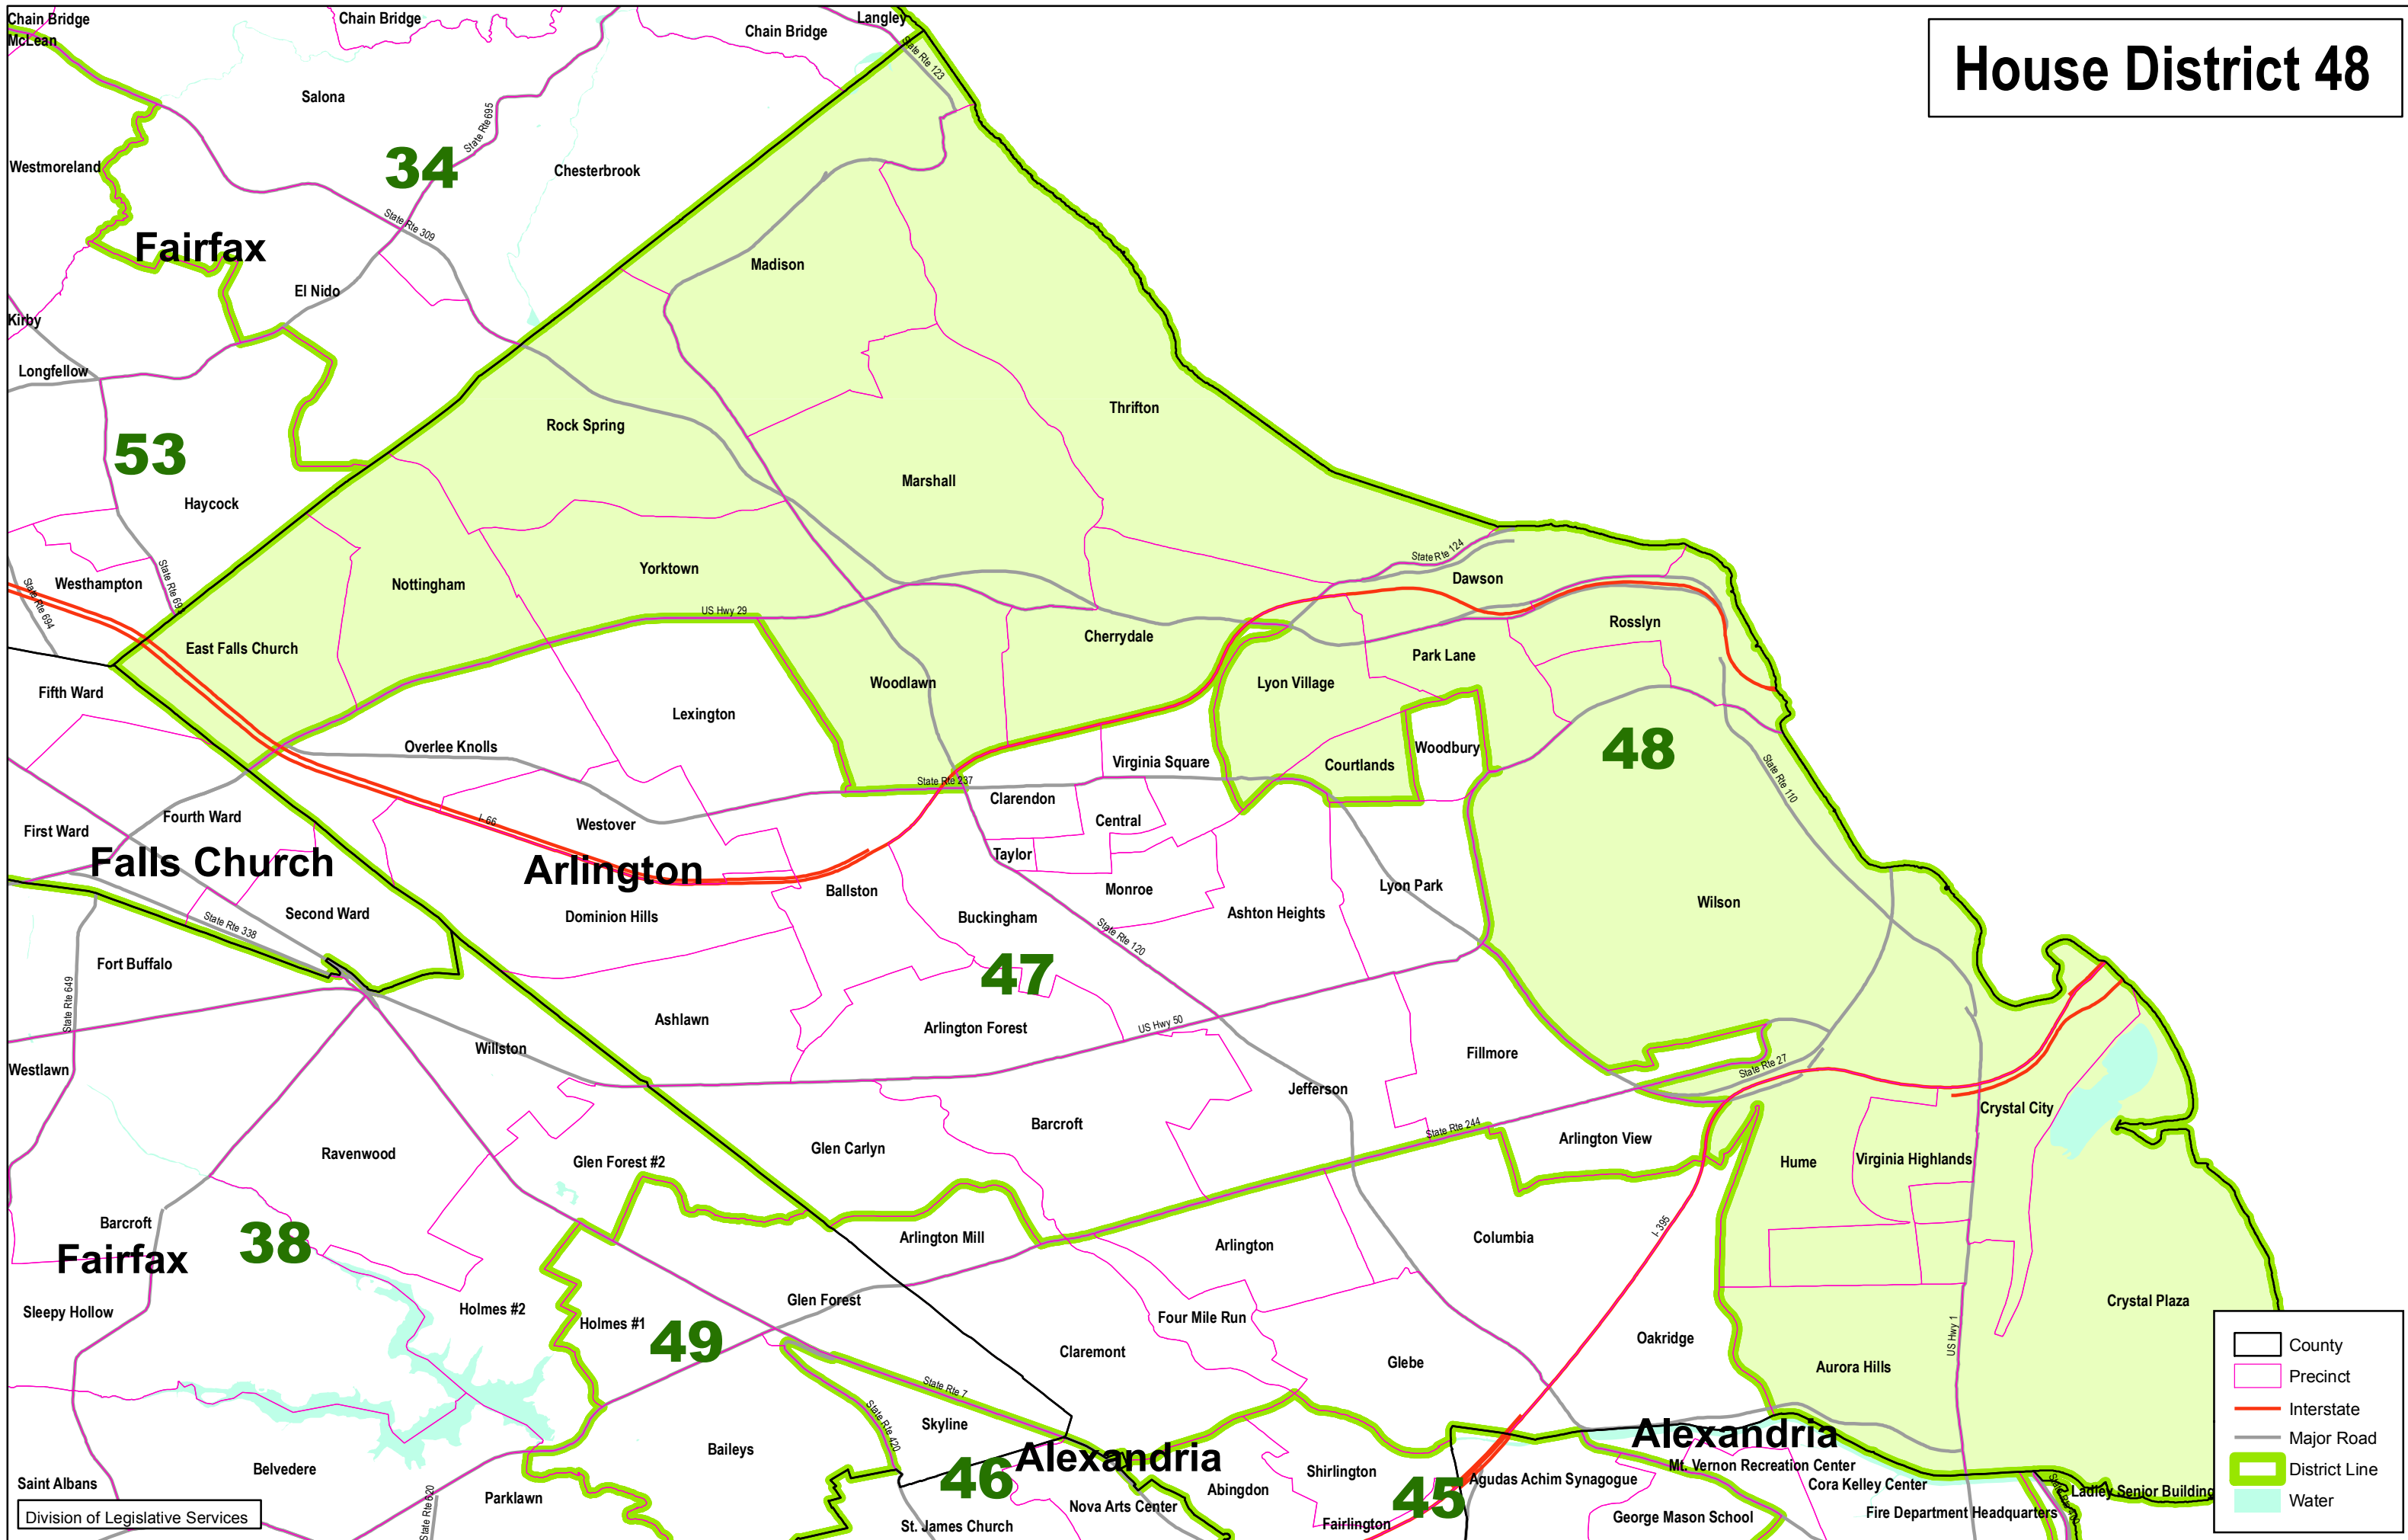 House District 48
Chain Bridge
Chain Bridge
Langley
Chain Bridge
McLean
State Rte 123
Salona
State Rte 695
Westmoreland
34
Chesterbrook
State Rte 309
Fairfax
Madison
El Nido
Kirby
Longfellow
Thrifton
Rock Spring
53
Marshall
Haycock
State Rte 124
Westhampton
Nottingham
Yorktown
Dawson
State Rte 694
US Hwy 29
East Falls Church
Cherrydale
Rosslyn
Park Lane
Fifth Ward
Woodlawn
Lyon Village
Lexington
Overlee Knolls
Woodbury
48
Virginia Square
Courtlands
State Rte 237
State Rte 110
Clarendon
Fourth Ward
First Ward
I- 66
Westover
Central
Falls Church
Arlington
Taylor
Ballston
Monroe
Lyon Park
Wilson
Second Ward
Dominion Hills
Buckingham
Ashton Heights
State Rte 338
State Rte 120
Fort Buffalo
47
State Rte 649
Ashlawn
Arlington Forest
US Hwy 50
Willston
Fillmore
Westlawn
State Rte 27
Jefferson
Crystal City
Barcroft
State Rte 244
Arlington View
Ravenwood
Glen Forest #2
Glen Carlyn
Hume
Virginia Highlands
Barcroft
38
Arlington Mill
Arlington
Columbia
I- 395
Fairfax
Sleepy Hollow
Holmes #2
Glen Forest
Holmes #1
49
Four Mile Run
Crystal Plaza
US Hwy 1
Claremont
Glebe
Oakridge
Aurora Hills
State Rte 7
State Rte 420
Skyline
Alexandria
Alexandria
Baileys
Belvedere
Saint Albans
Parklawn
46
Shirlington
45
Agudas Achim Synagogue
Mt. Vernon Recreation Center
Cora Kelley Center
Ladley Senior Building
Abingdon
Nova Arts Center
St. James Church
Fairlington
George Mason School
Fire Department Headquarters
State Rte 620
Division of Legislative Services
County
Precinct
Interstate
Major Road
District Line
Water